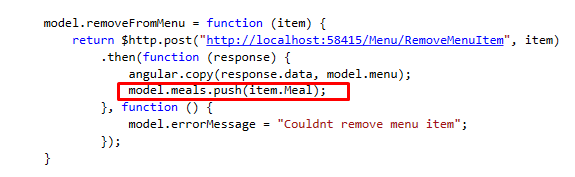 model.removeFromMenu = function (item) {
return $http.post("http://localhost:58415/Menu/RemoveMenuItem", item)
.then(function (response) {
angular.copy(response.data, model.menu);
model.meals.push(item.Meal);
}, function () {
model.errorMessage = "Couldnt remove menu item";
});
}